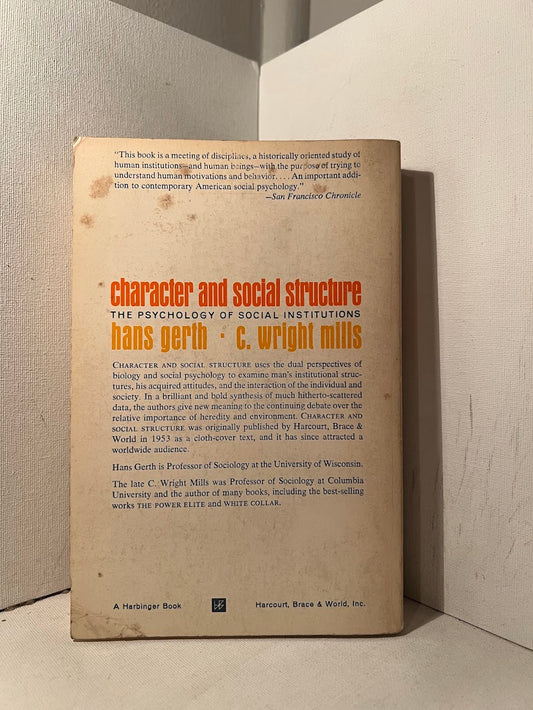 "This book is a meeting of disciplines, a historically oriented study of
human institutions—and human beings—with the purpose of trying to
understand human motivations and behavior. . . . An important addi-
tion to contemporary American social psychology."
—San Francisco Chronicle
character and social structure
THE PSYCHOLOGY OF SOCIAL INSTITUTIONS
hans gerth · c. wright mills
CHARACTER AND SOCIAL STRUCTURE uses the dual perspectives of
biology and social psychology to examine man's institutional struc-
tures, his acquired attitudes, and the interaction of the individual and
society. In a brilliant and bold synthesis of much hitherto-scattered
data, the authors give new meaning to the continuing debate over the
relative importance of heredity and environment. CHARACTER AND
SOCIAL STRUCTURE was originally published by Harcourt, Brace &
World in 1953 as a cloth-cover text, and it has since attracted a
worldwide audience.
Hans Gerth is Professor of Sociology at the University of Wisconsin.
The late C. Wright Mills was Professor of Sociology at Columbia
University and the author of many books, including the best-selling
works THE POWER ELITE and WHITE COLLAR.
A Harbinger Book Harcourt, Brace & World, Inc.